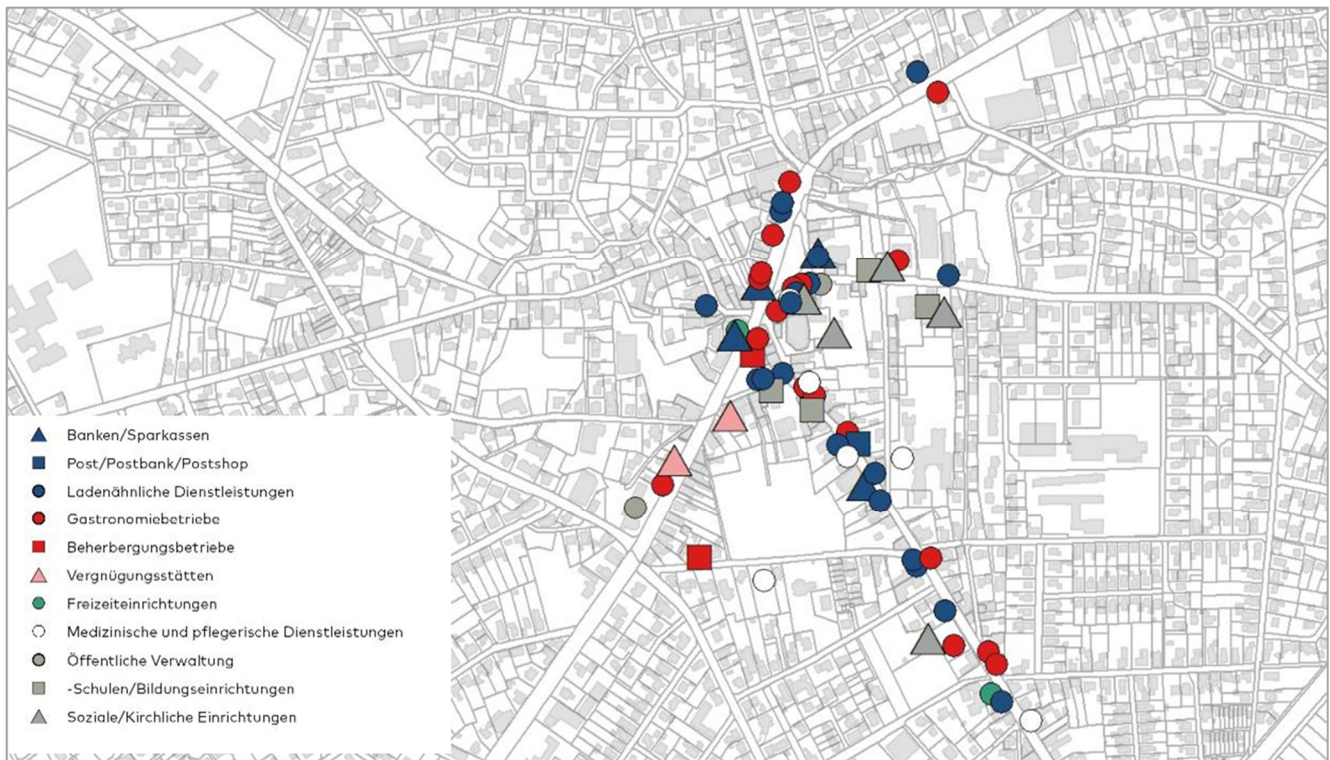 Banken/Sparkassen
Post/Postbank/Postshop
Ladenähnliche Dienstleistungen
Gastronomiebetriebe
Beherbergungsbetriebe
Vergnügungsstätten
Freizeiteinrichtungen
Medizinische und pflegerische Dienstleistungen
Öffentliche Verwaltung
-Schulen/Bildungseinrichtungen
Soziale/Kirchliche Einrichtungen